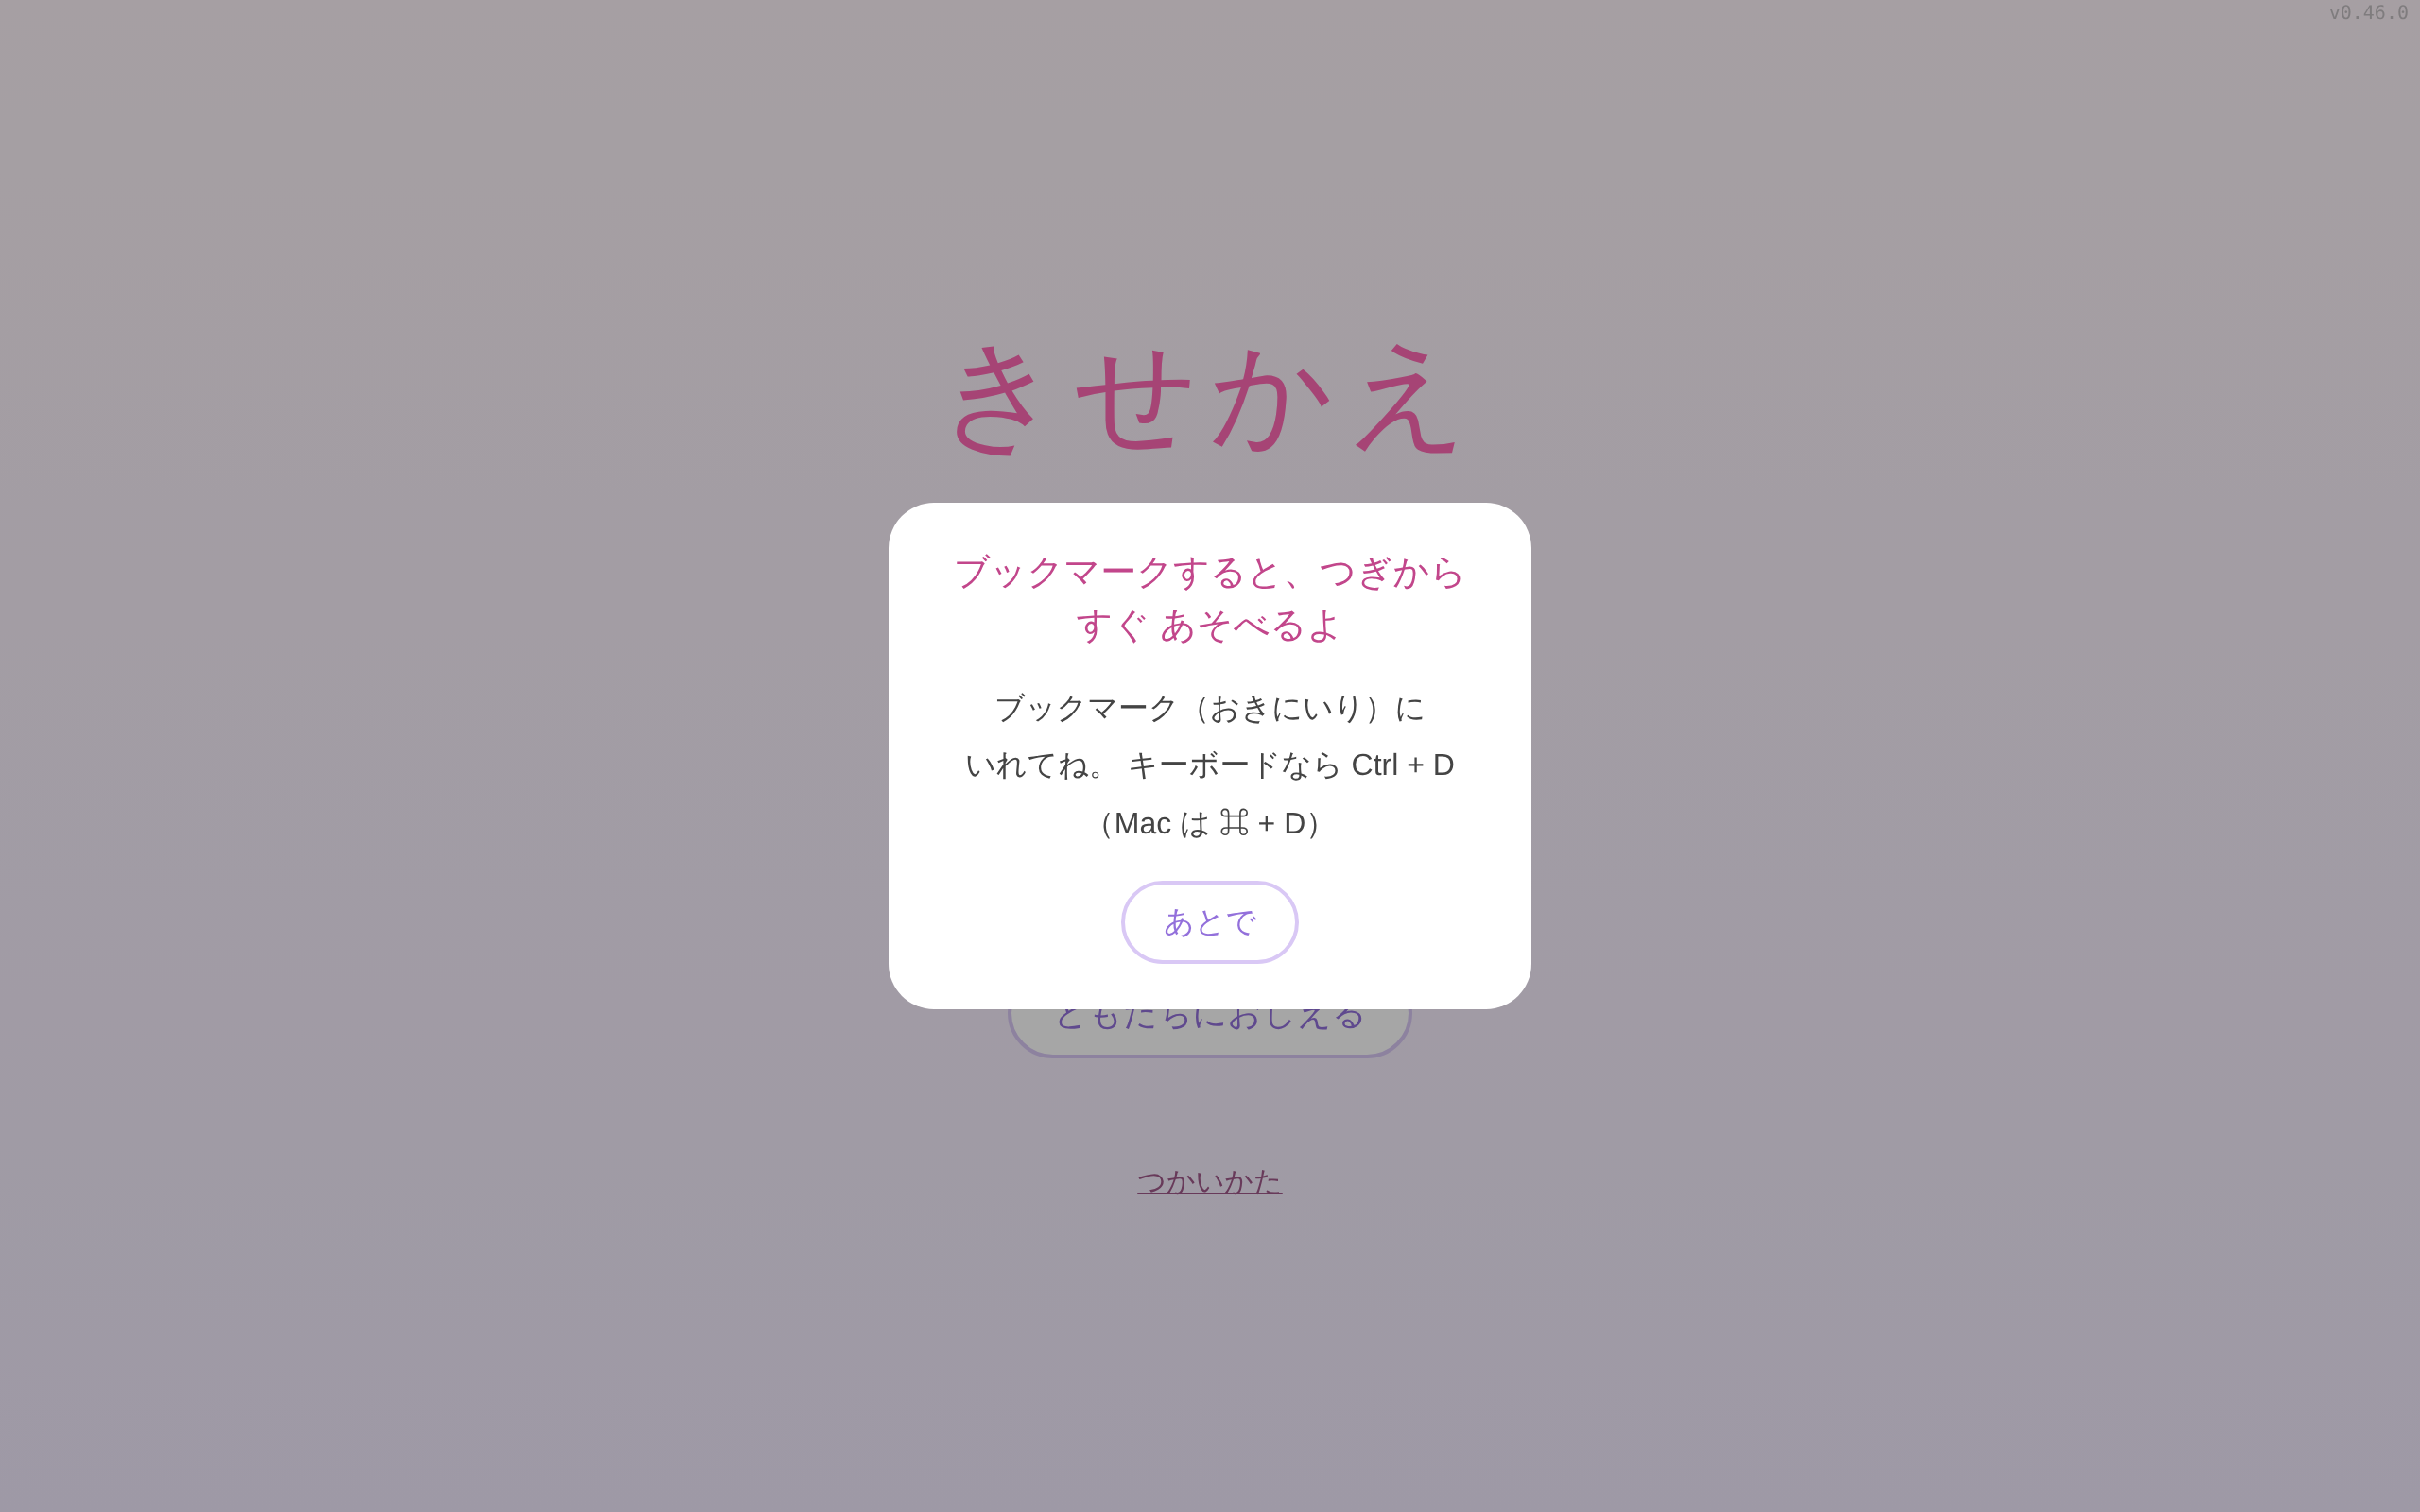 v0.46.0
きせかえ
ブックマークすると、つぎから
すぐ あそべるよ
ブックマーク（おきにいり）に
いれてね。 キーボードなら Ctrl + D
（Mac は ⌘ + D）
あとで
ともだちにおしえる
つかいかた